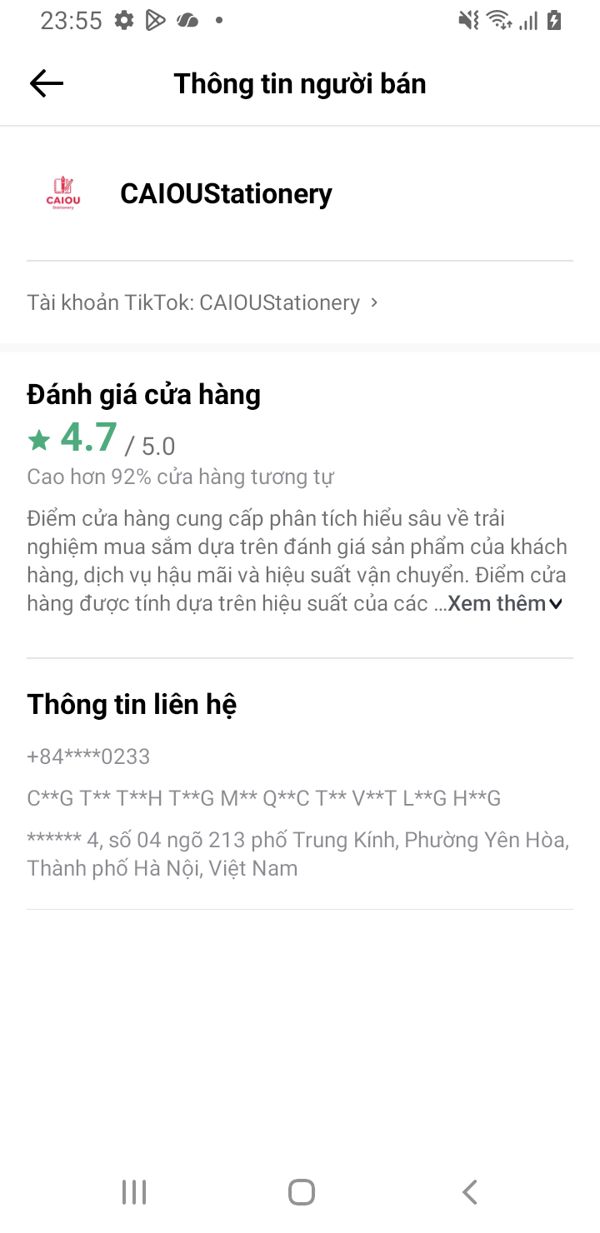 23:55
Thông tin người bán
CAIOU
Stationery
CAIOUStationery
Tài khoản TikTok: CAIOUStationery >
Đánh giá cửa hàng
4.7 / 5.0
Cao hơn 92% cửa hàng tương tự
Điểm cửa hàng cung cấp phân tích hiểu sâu về trải
nghiệm mua sắm dựa trên đánh giá sản phẩm của khách
hàng, dịch vụ hậu mãi và hiệu suất vận chuyển. Điểm cửa
hàng được tính dựa trên hiệu suất của các ...Xem thêm
Thông tin liên hệ
+84****0233
C**G T** T**H T**G M** Q**C T** V**T L**G H**G
****** 4, số 04 ngõ 213 phố Trung Kính, Phường Yên Hòa,
Thành phố Hà Nội, Việt Nam